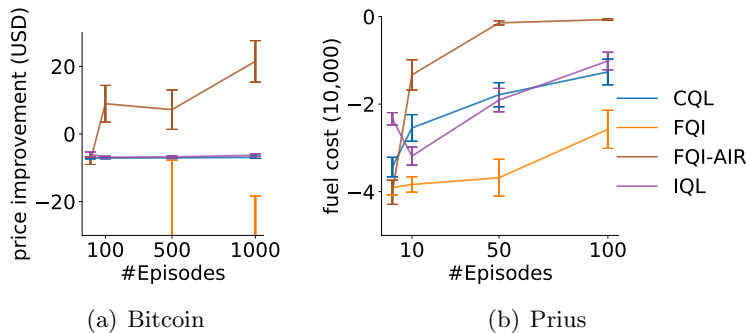 price improvement (USD)
20
0
−20
100
500
1000
#Episodes
(a) Bitcoin
fuel cost (10,000)
0
−2
−4
10
50
100
#Episodes
(b) Prius
CQL
FQI
FQI-AIR
IQL